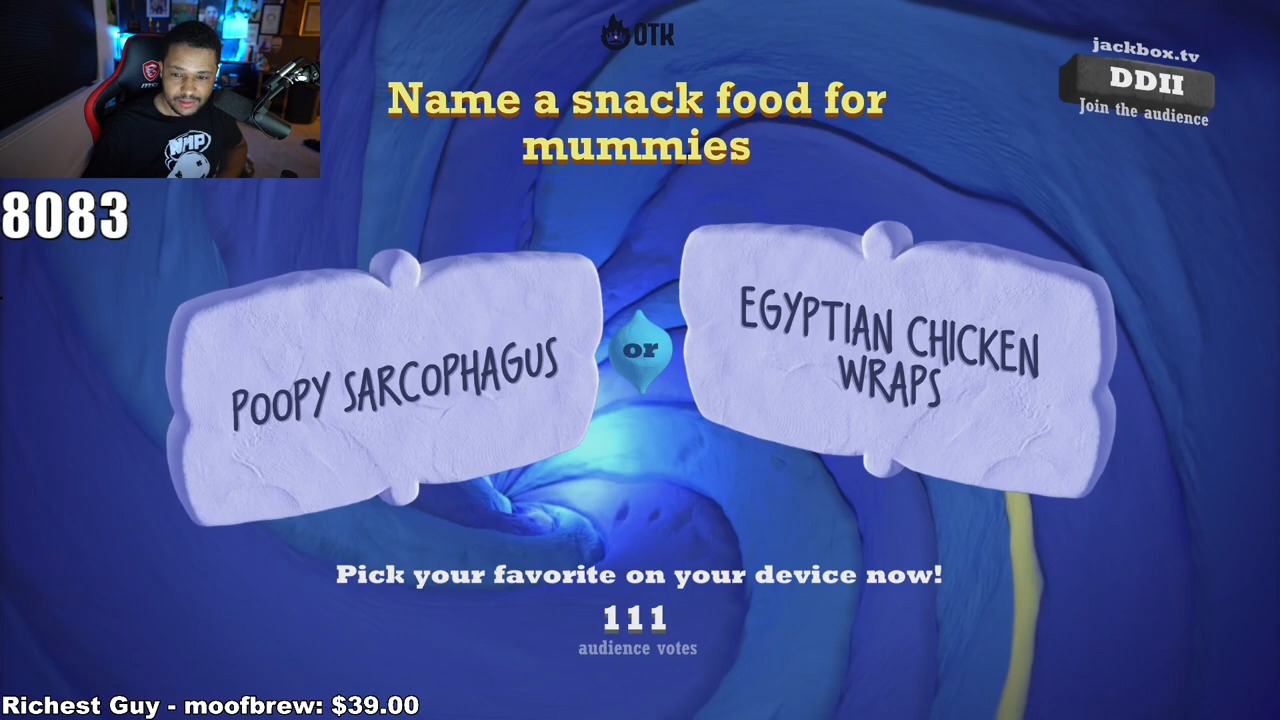 OTK
jackbox.tv
DDII
Join the audience
Name a snack food for
mummies
NMP
8083
POOPY SARCOPHAGUS
or
EGYPTIAN CHICKEN
WRAPS
Pick your favorite on your device now!
111
audience votes
Richest Guy - moofbrew: $39.00